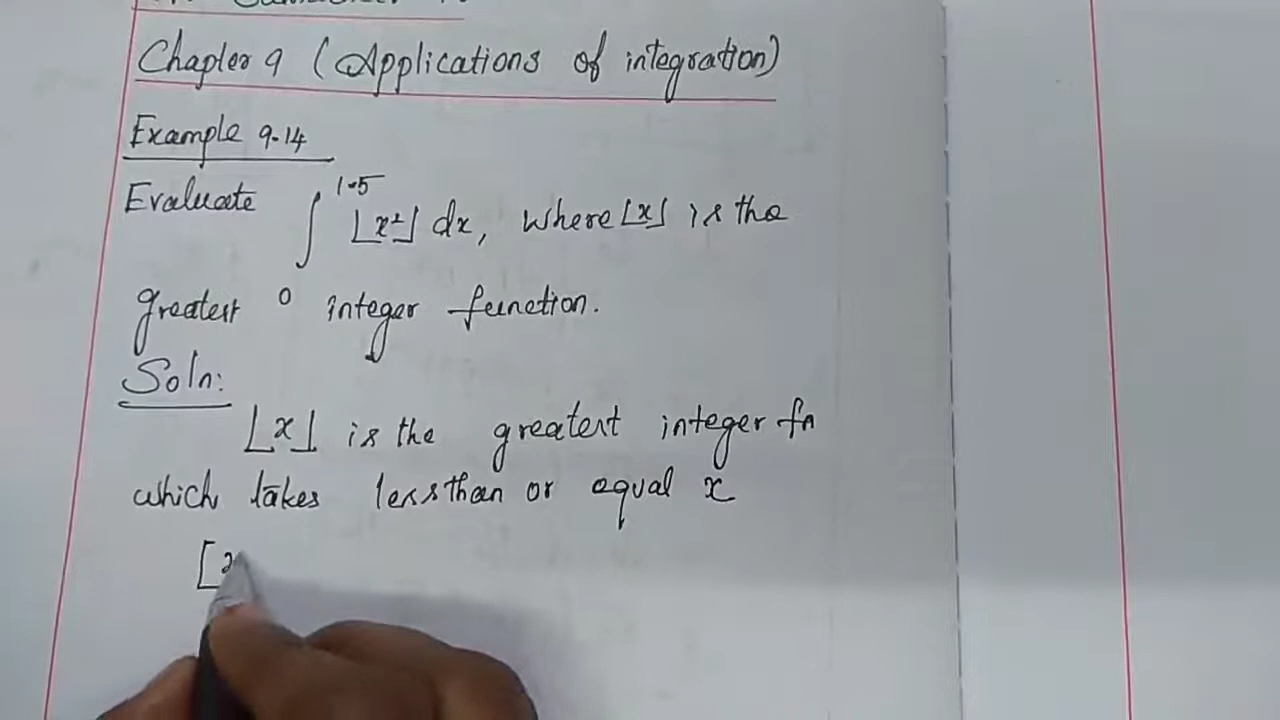 Chapter 9 (Applications of integration)
Example 9.14
Evaluate ∫₀^1.5 ⌊x²⌋ dx, where ⌊x⌋ is the
greatest integer function.
Soln:
⌊x⌋ is the greatest integer fn
which takes less than or equal x